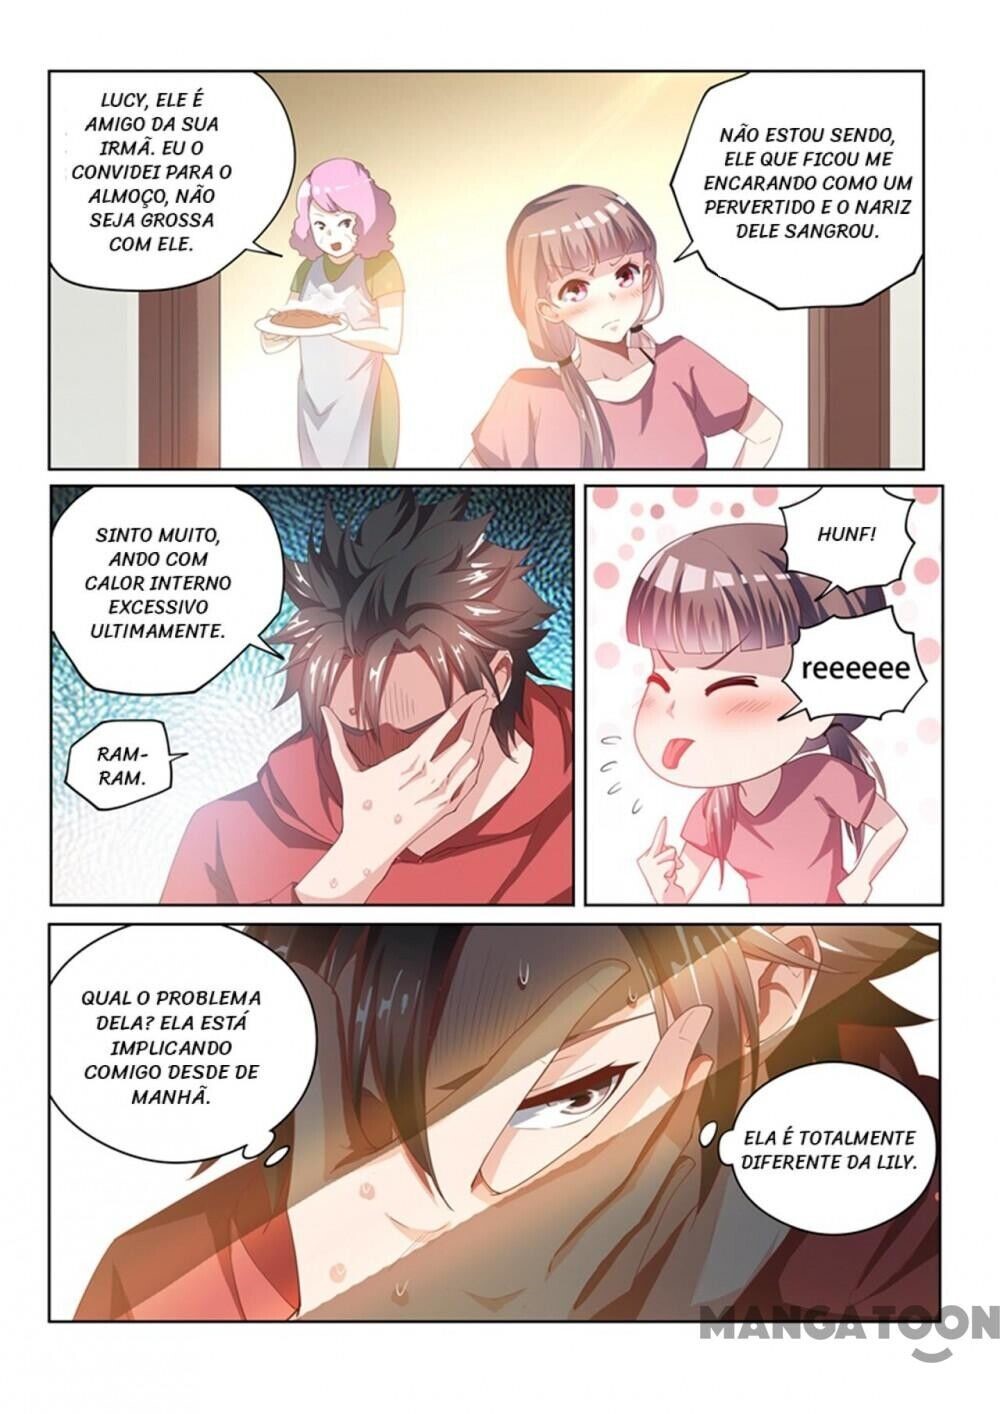 LUCY, ELE É
AMIGO DA SUA
IRMÃ. EU O
CONVIDEI PARA O
ALMOÇO, NÃO
SEJA GROSSA
COM ELE.
NÃO ESTOU SENDO,
ELE QUE FICOU ME
ENCARANDO COMO UM
PERVERTIDO E O NARIZ
DELE SANGROU.
SINTO MUITO,
ANDO COM
CALOR INTERNO
EXCESSIVO
ULTIMAMENTE.
RAM-
RAM.
HUNF!
reeeeee
QUAL O PROBLEMA
DELA? ELA ESTÁ
IMPLICANDO
COMIGO DESDE DE
MANHÃ.
ELA É TOTALMENTE
DIFERENTE DA LILY.
MANGATOON